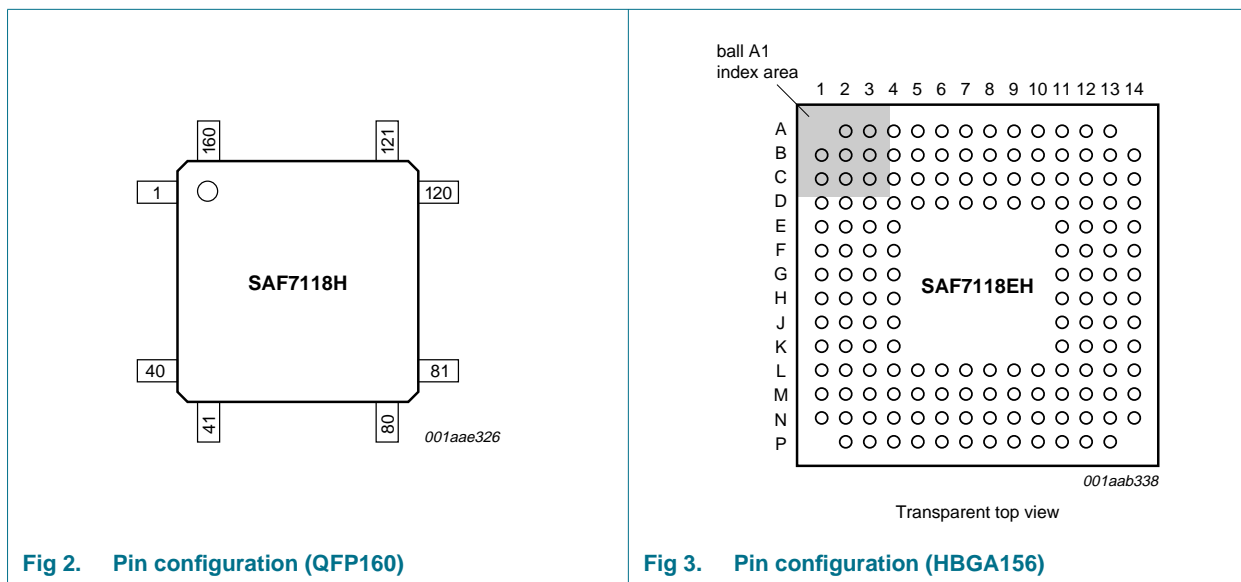 160
121
1
120
SAF7118H
40
81
41
80
001aae326
Fig 2. Pin configuration (QFP160)
ball A1
index area
1 2 3 4 5 6 7 8 9 10 11 12 13 14
A
B
C
D
E
F
G
SAF7118EH
H
J
K
L
M
N
P
001aab338
Transparent top view
Fig 3. Pin configuration (HBGA156)